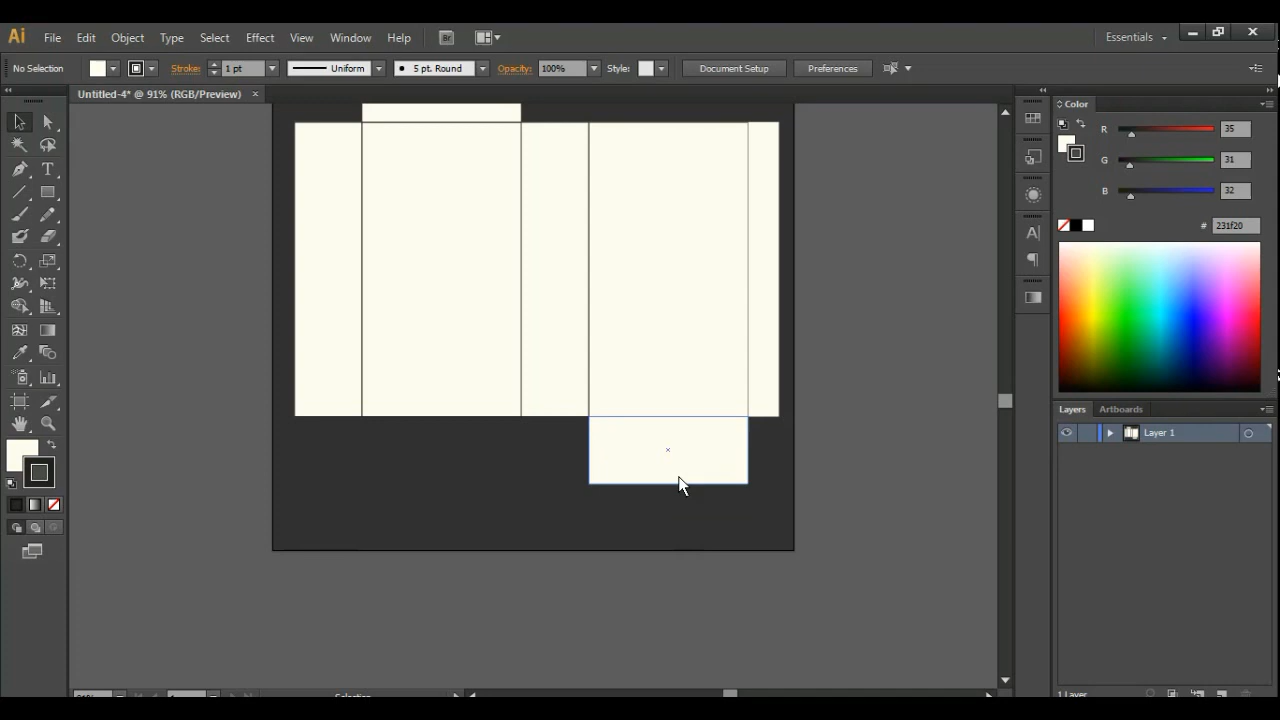 Ai File Edit Object Type Select Effect View Window Help Br Essentials
No Selection Stroke: 1 pt Uniform 5 pt. Round Opacity: 100% Style: Document Setup Preferences
Untitled-4* @ 91% (RGB/Preview) ×
Color
R 35
G 31
B 32
# 231f20
Layers Artboards
Layer 1
1 Layer
Selection